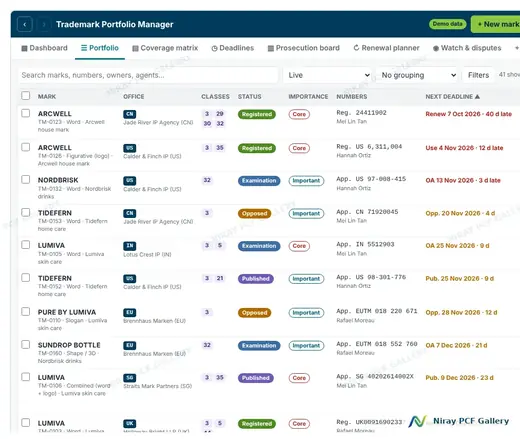 ‹ › Trademark Portfolio Manager Demo data + New mark
Dashboard Portfolio Coverage matrix Deadlines Prosecution board Renewal planner Watch & disputes
Search marks, numbers, owners, agents... Live No grouping Filters 41 show
MARK OFFICE CLASSES STATUS IMPORTANCE NUMBERS NEXT DEADLINE ▲
ARCWELL CN 3 29 Registered Core Reg. 24411902 Renew 7 Oct 2026 · 40 d late
TM-0123 · Word · Arcwell Jade River IP Agency (CN) 30 32 Mei Lin Tan
house mark
ARCWELL US 3 35 Registered Core Reg. US 6,311,004 Use 4 Nov 2026 · 12 d late
TM-0126 · Figurative (logo) · Calder & Finch IP (US) Hannah Ortiz
Arcwell house mark
NORDBRISK US 32 Examination Important App. US 97-008-415 OA 13 Nov 2026 · 3 d late
TM-0132 · Word · Nordbrisk Calder & Finch IP (US) Hannah Ortiz
drinks
TIDEFERN CN 3 Opposed Important App. CN 71920045 Opp. 20 Nov 2026 · 4 d
TM-0153 · Word · Tidefern Jade River IP Agency (CN) Mei Lin Tan
home care
LUMIVA IN 3 5 Examination Core App. IN 5512903 OA 25 Nov 2026 · 9 d
TM-0105 · Word · Lumiva Lotus Crest IP (IN) Mei Lin Tan
skin care
TIDEFERN US 3 21 Published Important App. US 98-301-776 Pub. 25 Nov 2026 · 9 d
TM-0152 · Word · Tidefern Calder & Finch IP (US) Hannah Ortiz
home care
PURE BY LUMIVA EU 3 Opposed Important App. EUTM 018 220 671 Opp. 28 Nov 2026 · 12 d
TM-0110 · Slogan · Lumiva Brennhaus Marken (EU) Rafael Moreau
skin care
SUNDROP BOTTLE EU 32 Examination Important App. EUTM 018 552 760 OA 7 Dec 2026 · 21 d
TM-0160 · Shape / 3D · Brennhaus Marken (EU) Rafael Moreau
Nordbrisk drinks
LUMIVA SG 3 35 Published Core App. SG 40202614002X Pub. 9 Dec 2026 · 23 d
TM-0106 · Combined (word Straits Mark Partners (SG) Mei Lin Tan
+ logo) · Lumiva skin care
LUMIVA UK 3 5 Registered Core Reg. UK0091690233
Rafael Moreau
Niray PCF Gallery